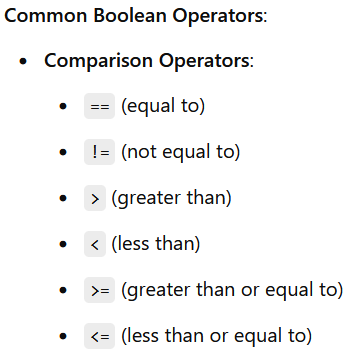 Common Boolean Operators:
• Comparison Operators:
• == (equal to)
• != (not equal to)
• > (greater than)
• < (less than)
• >= (greater than or equal to)
• <= (less than or equal to)